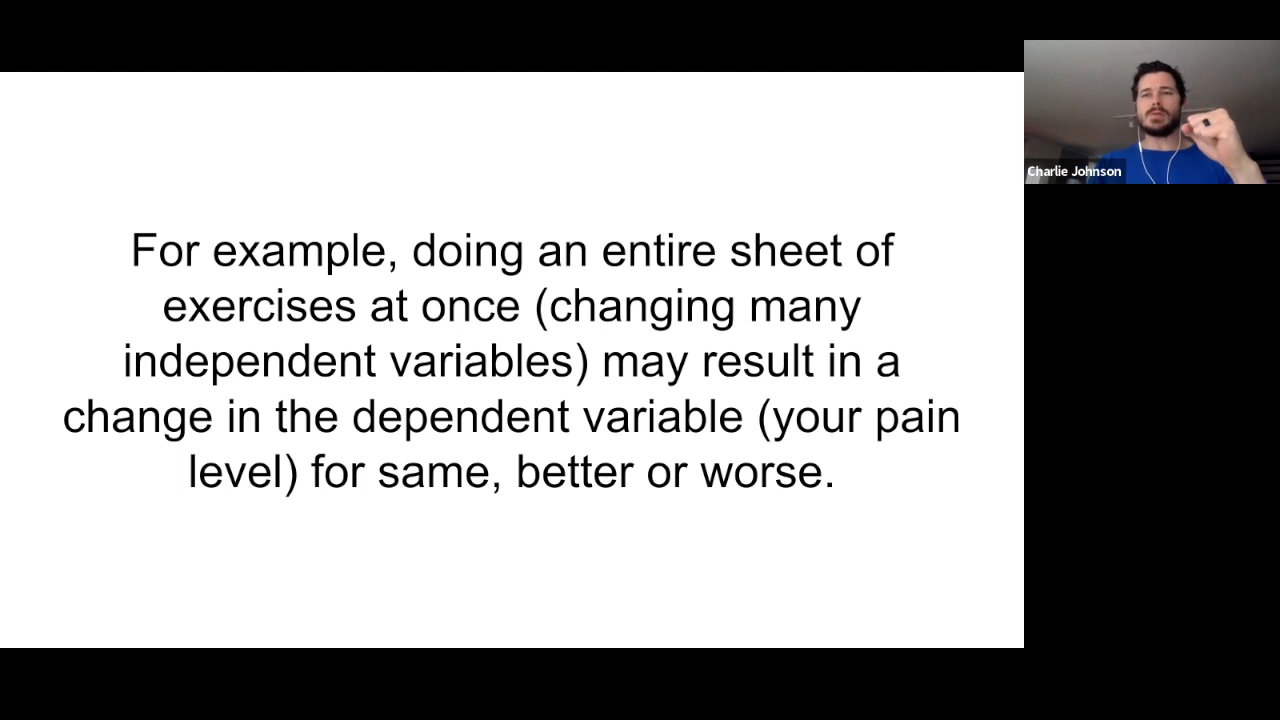 For example, doing an entire sheet of
exercises at once (changing many
independent variables) may result in a
change in the dependent variable (your pain
level) for same, better or worse.
Charlie Johnson